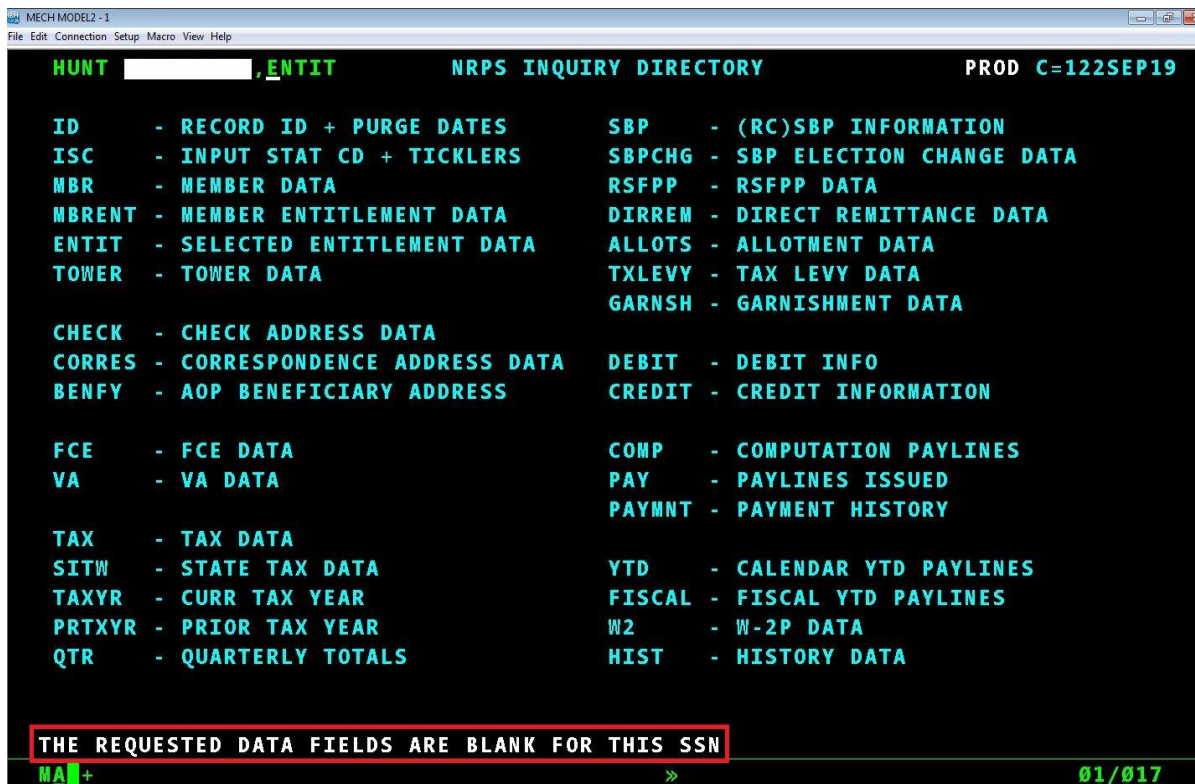 MECH MODEL2 - 1
File Edit Connection Setup Macro View Help
HUNT ,ENTIT NRPS INQUIRY DIRECTORY PROD C=122SEP19
ID - RECORD ID + PURGE DATES SBP - (RC)SBP INFORMATION
ISC - INPUT STAT CD + TICKLERS SBPCHG - SBP ELECTION CHANGE DATA
MBR - MEMBER DATA RSFPP - RSFPP DATA
MBRENT - MEMBER ENTITLEMENT DATA DIRREM - DIRECT REMITTANCE DATA
ENTIT - SELECTED ENTITLEMENT DATA ALLOTS - ALLOTMENT DATA
TOWER - TOWER DATA TXLEVY - TAX LEVY DATA
GARNSH - GARNISHMENT DATA
CHECK - CHECK ADDRESS DATA
CORRES - CORRESPONDENCE ADDRESS DATA DEBIT - DEBIT INFO
BENFY - AOP BENEFICIARY ADDRESS CREDIT - CREDIT INFORMATION
FCE - FCE DATA COMP - COMPUTATION PAYLINES
VA - VA DATA PAY - PAYLINES ISSUED
PAYMNT - PAYMENT HISTORY
TAX - TAX DATA
SITW - STATE TAX DATA YTD - CALENDAR YTD PAYLINES
TAXYR - CURR TAX YEAR FISCAL - FISCAL YTD PAYLINES
PRTXYR - PRIOR TAX YEAR W2 - W-2P DATA
QTR - QUARTERLY TOTALS HIST - HISTORY DATA
THE REQUESTED DATA FIELDS ARE BLANK FOR THIS SSN
MA + » 01/017